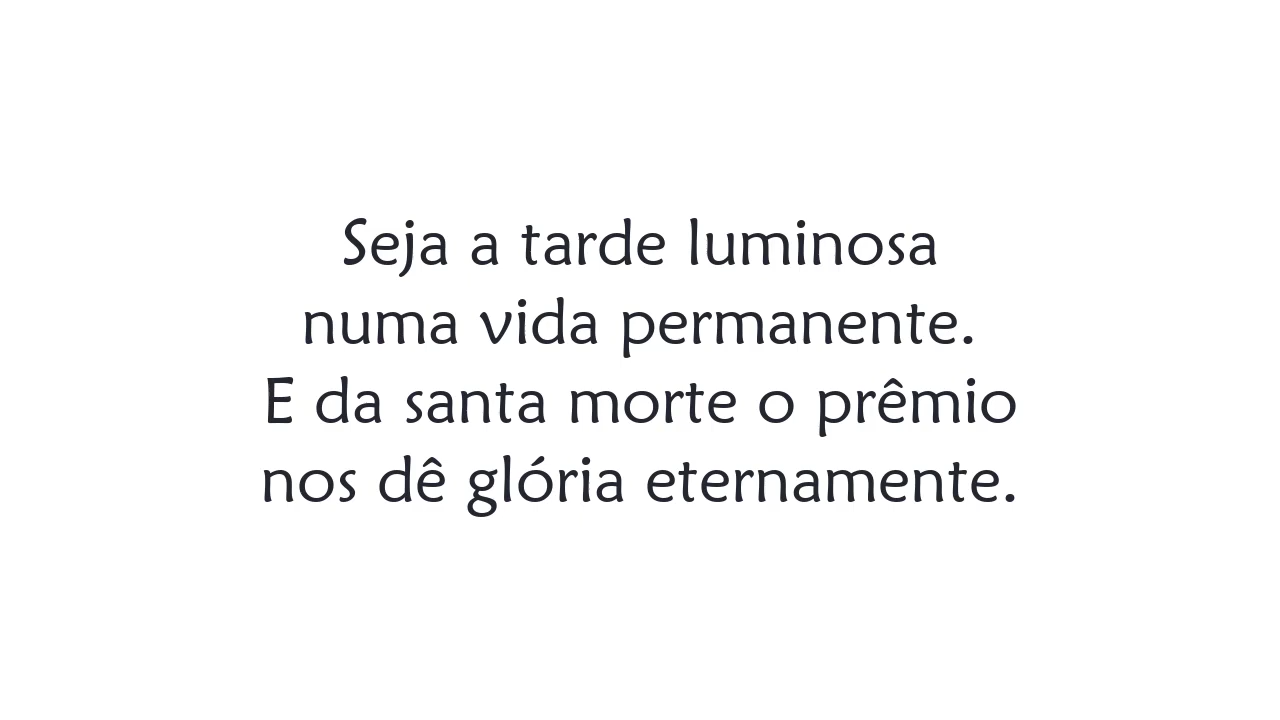 Seja a tarde luminosa
numa vida permanente.
E da santa morte o prêmio
nos dê glória eternamente.